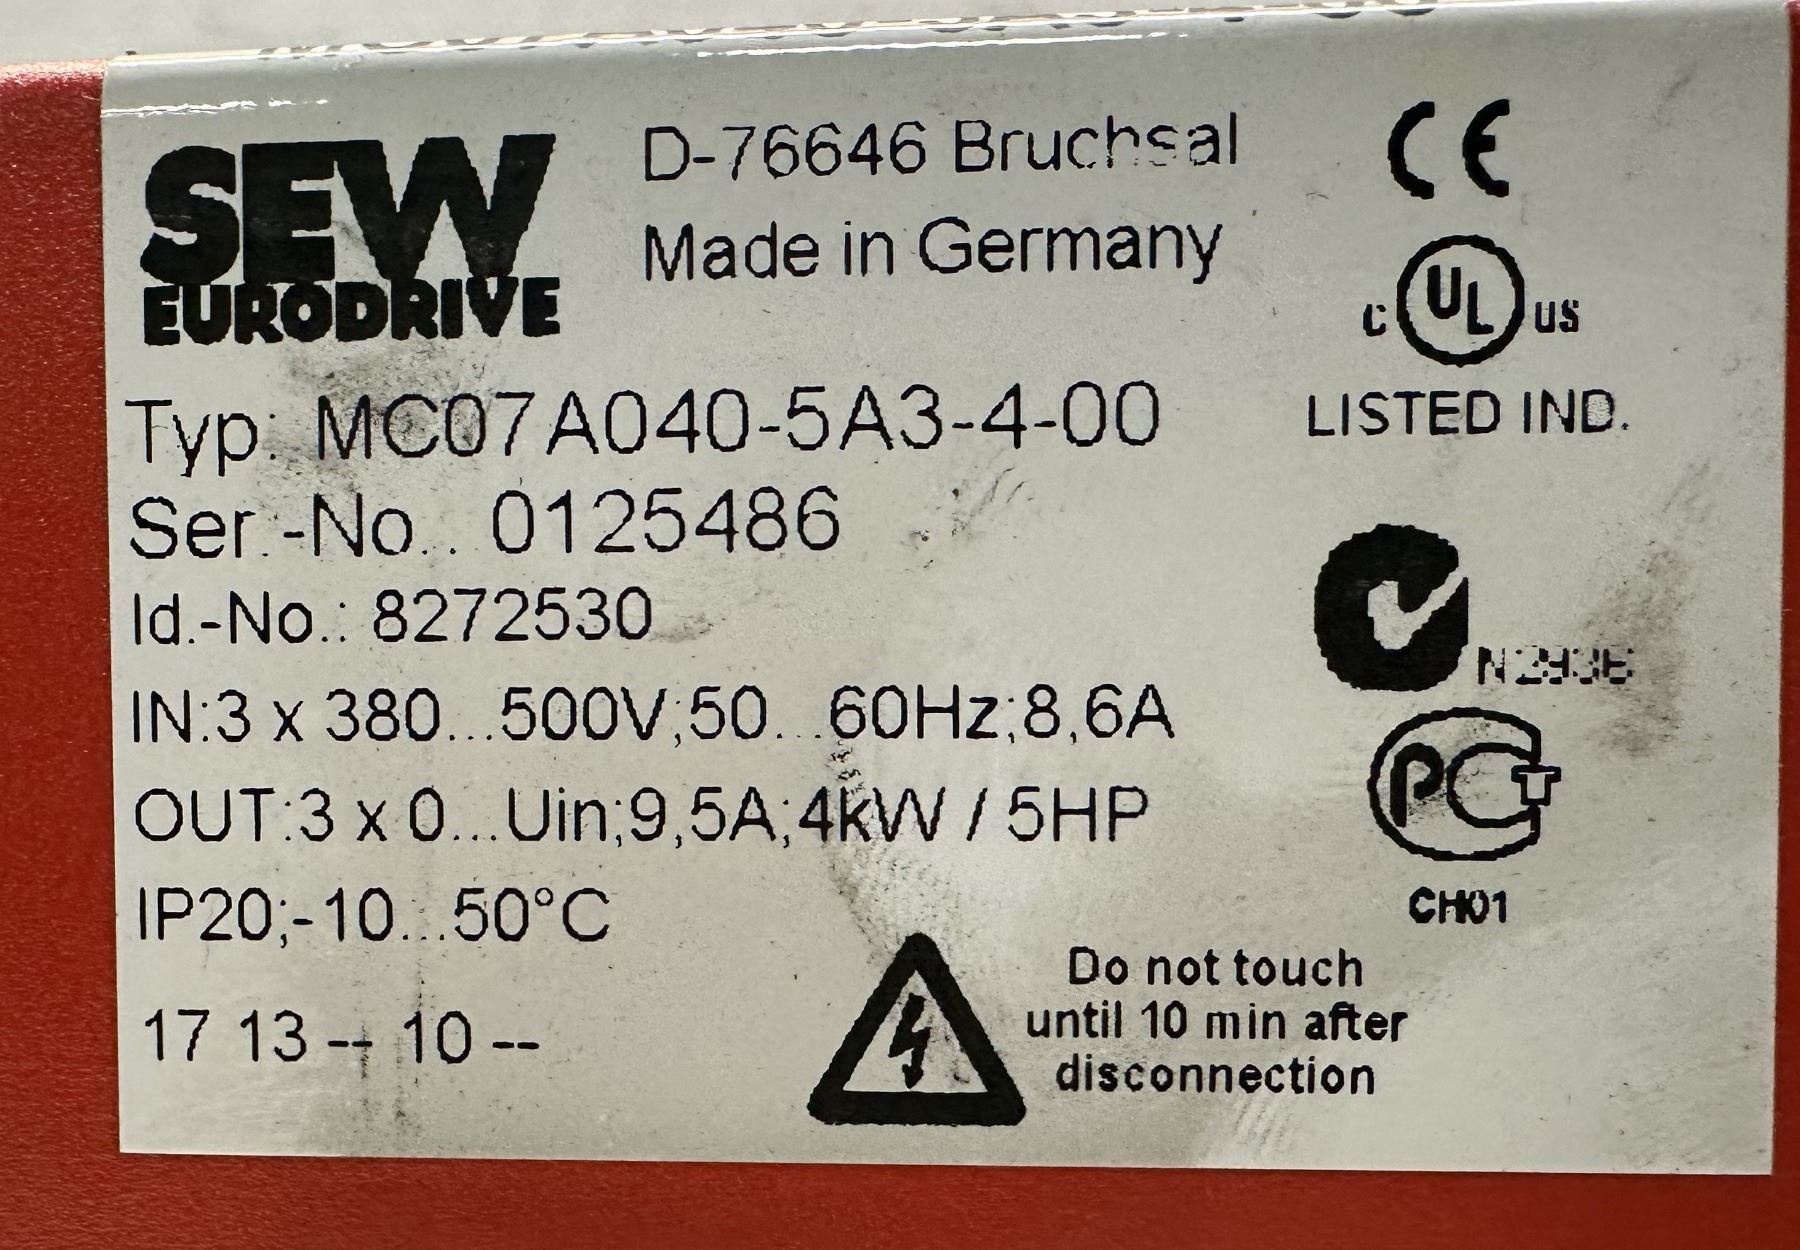 SEW
EURODRIVE
D-76646 Bruchsal
Made in Germany
CE
C UL US
LISTED IND.
Typ: MC07A040-5A3-4-00
Ser.-No.: 0125486
Id.-No.: 8272530
IN:3 x 380...500V;50...60Hz;8,6A
OUT:3 x 0...Uin;9,5A;4kW / 5HP
IP20;-10...50°C
17 13 -- 10 --
PCT
CH01
Do not touch
until 10 min after
disconnection